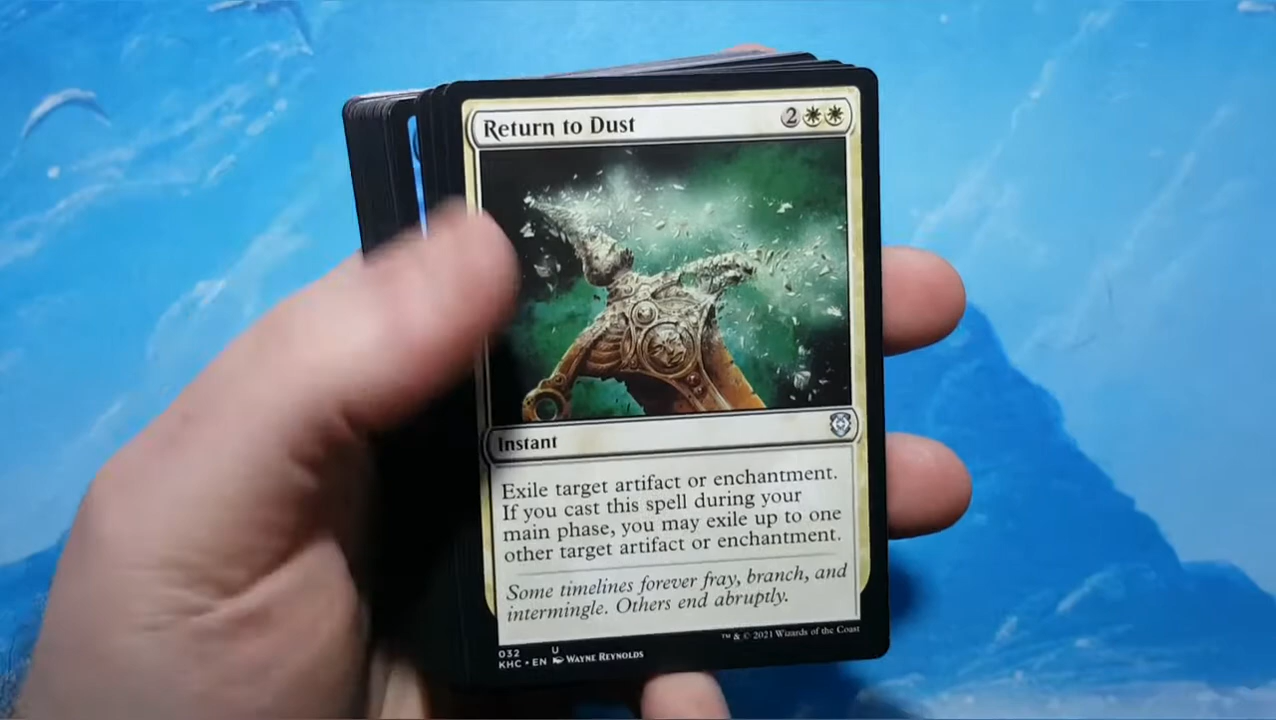 Return to Dust 2
Instant
Exile target artifact or enchantment.
If you cast this spell during your
main phase, you may exile up to one
other target artifact or enchantment.
Some timelines forever fray, branch, and
intermingle. Others end abruptly.
™ & © 2021 Wizards of the Coast
032 U
KHC • EN WAYNE REYNOLDS